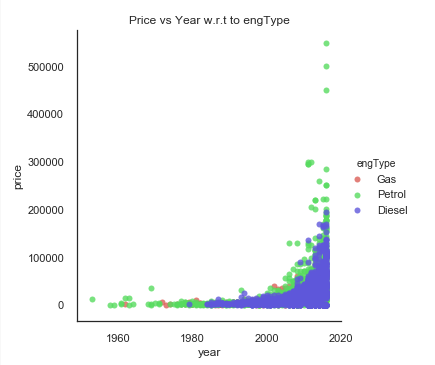 Price vs Year w.r.t to engType
500000
400000
300000
200000
100000
0
price
1960
1980
2000
2020
year
engType
Gas
Petrol
Diesel